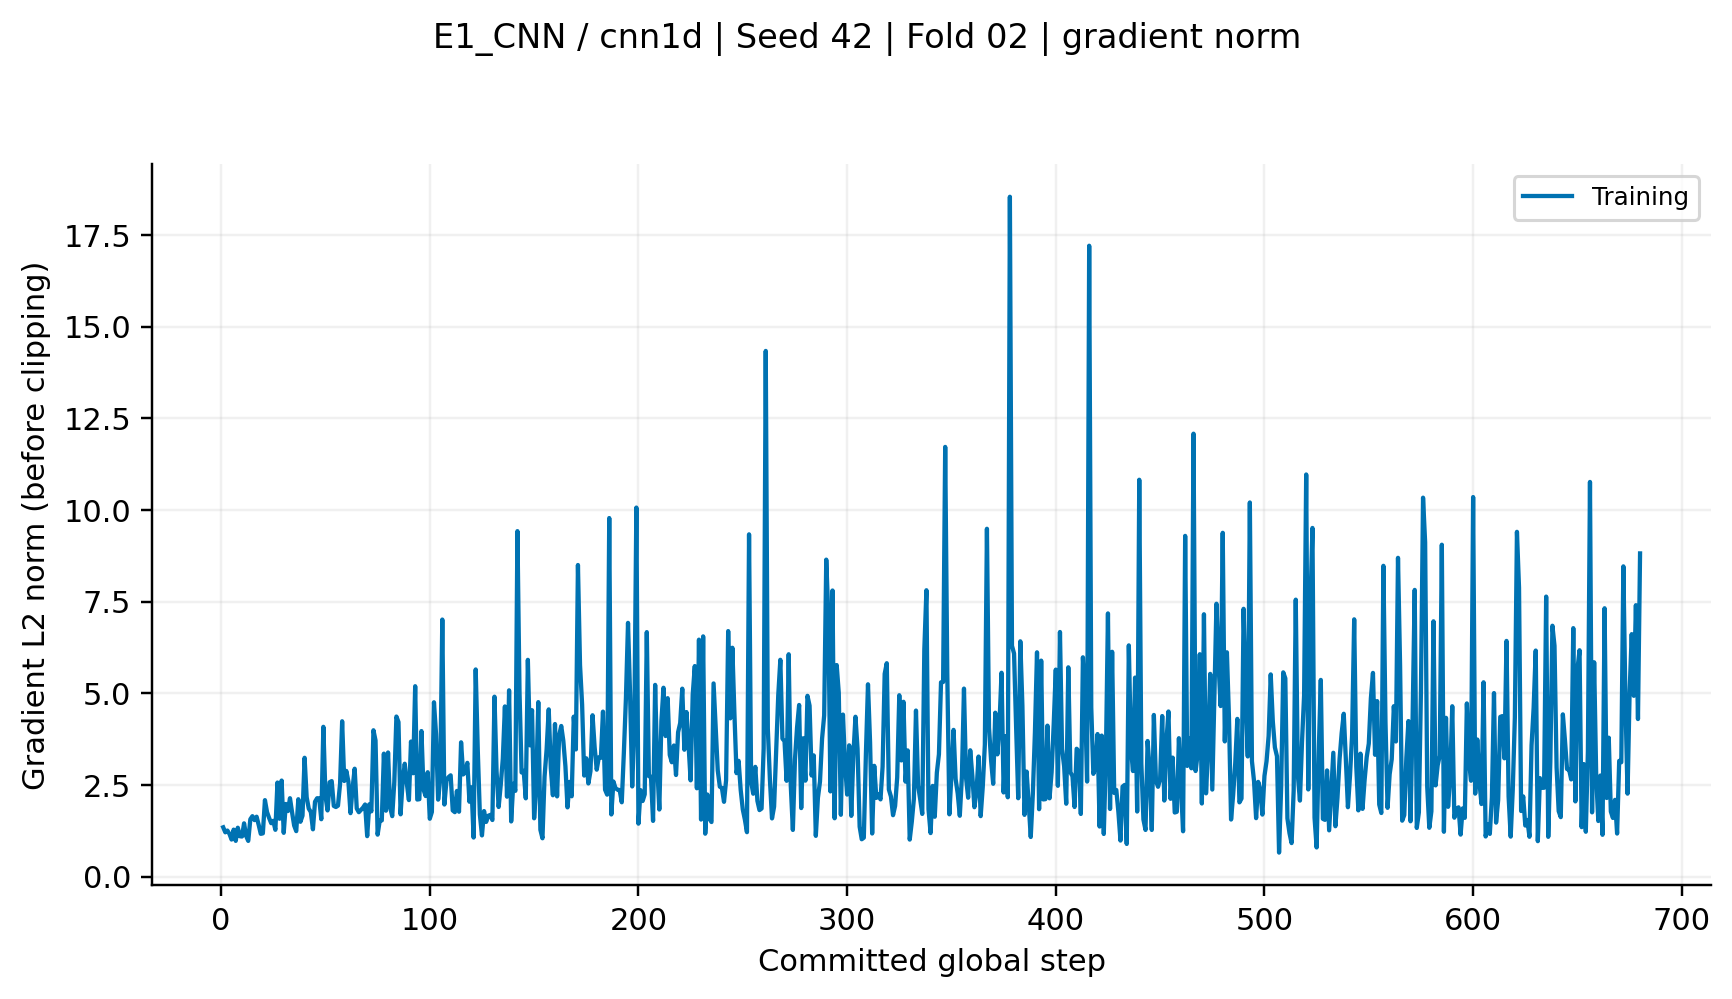 E1_CNN / cnn1d | Seed 42 | Fold 02 | gradient norm
Training
Gradient L2 norm (before clipping)
17.5
15.0
12.5
10.0
7.5
5.0
2.5
0.0
0 100 200 300 400 500 600 700
Committed global step